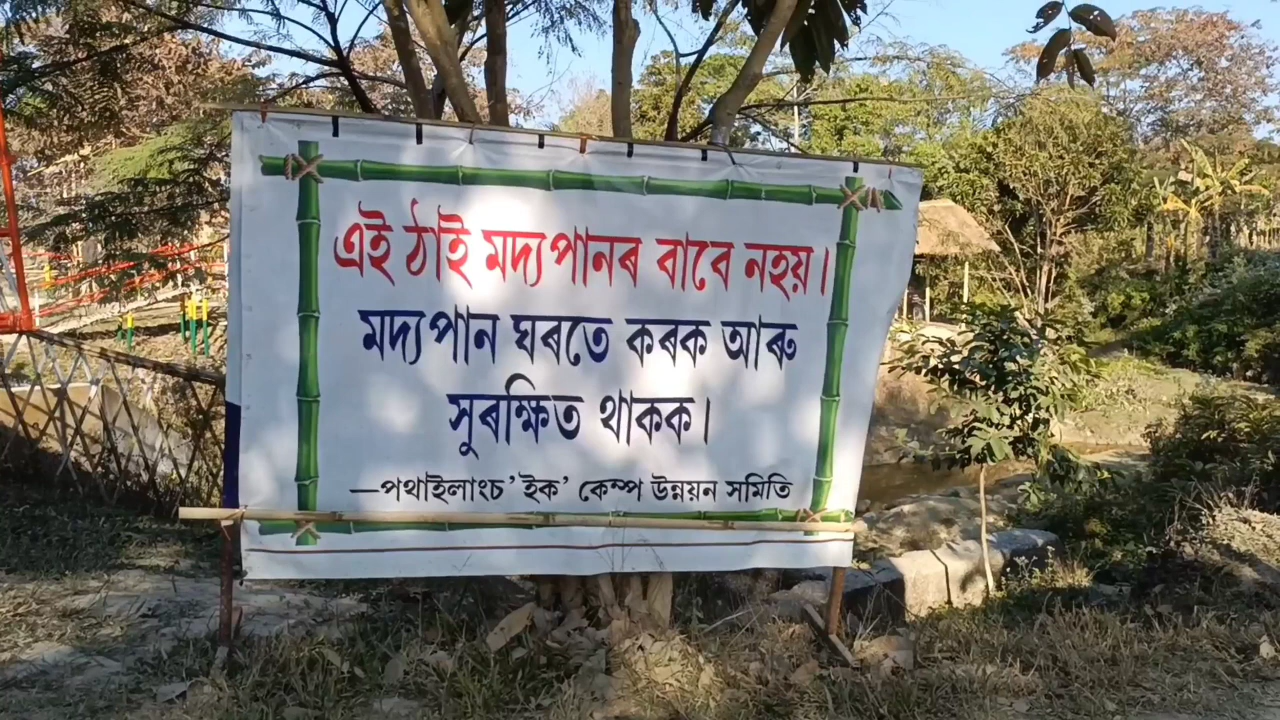 এই ঠাই মদ্যপানৰ বাবে নহয়।
মদ্যপান ঘৰতে কৰক আৰু
সুৰক্ষিত থাকক।
—পথাইলাংচ'ইক' কেম্প উন্নয়ন সমিতি